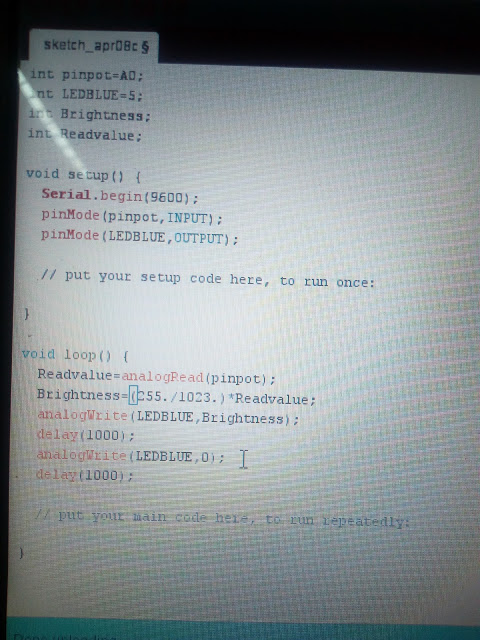 sketch_apr08c §
int pinpot=A0;
int LEDBLUE=5;
int Brightness;
int Readvalue;
void setup() {
Serial.begin(9600);
pinMode(pinpot,INPUT);
pinMode(LEDBLUE,OUTPUT);
// put your setup code here, to run once:
}
void loop() {
Readvalue=analogRead(pinpot);
Brightness=(255./1023.)*Readvalue;
analogWrite(LEDBLUE,Brightness);
delay(1000);
analogWrite(LEDBLUE,0);
delay(1000);
// put your main code here, to run repeatedly:
}
Done uploading